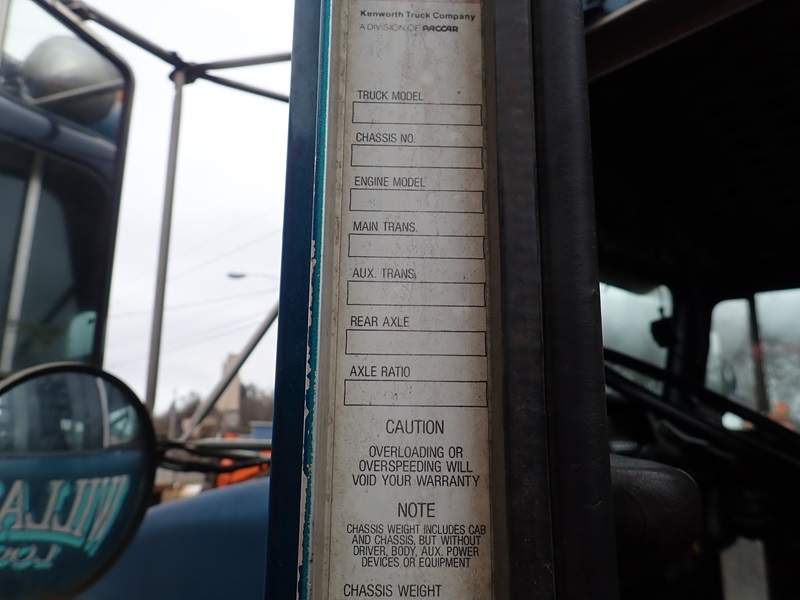 Kenworth Truck Company
A DIVISION OF PACCAR
TRUCK MODEL
CHASSIS NO.
ENGINE MODEL
MAIN TRANS.
AUX. TRANS.
REAR AXLE
AXLE RATIO
CAUTION
OVERLOADING OR
OVERSPEEDING WILL
VOID YOUR WARRANTY
NOTE
CHASSIS WEIGHT INCLUDES CAB
AND CHASSIS, BUT WITHOUT
DRIVER, BODY, AUX. POWER
DEVICES OR EQUIPMENT
CHASSIS WEIGHT